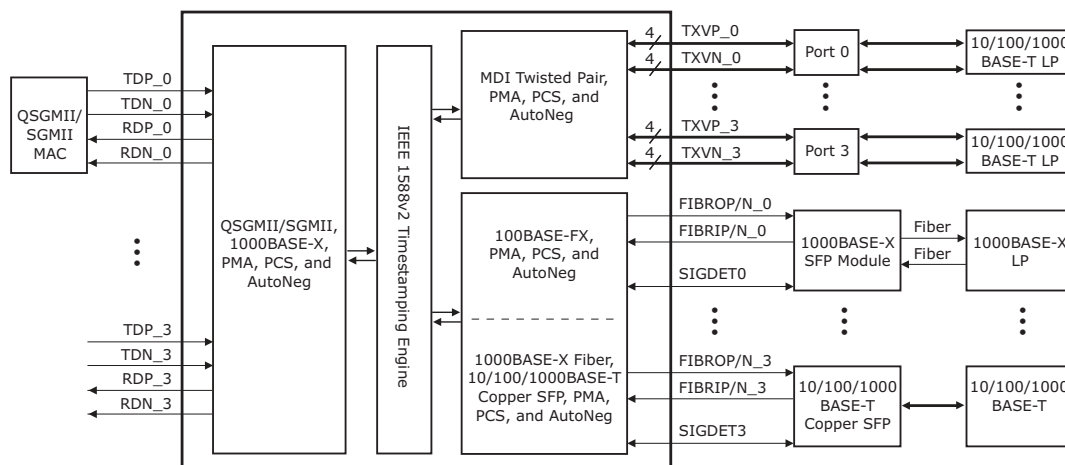 QSGMII/
SGMII
MAC
TDP_0
TDN_0
RDP_0
RDN_0
TDP_3
TDN_3
RDP_3
RDN_3
QSGMII/SGMII,
1000BASE-X,
PMA, PCS, and
AutoNeg
IEEE 1588v2 Timestamping Engine
MDI Twisted Pair,
PMA, PCS, and
AutoNeg
100BASE-FX,
PMA, PCS, and
AutoNeg
1000BASE-X Fiber,
10/100/1000BASE-T
Copper SFP, PMA,
PCS, and AutoNeg
4 TXVP_0
4 TXVN_0
4 TXVP_3
4 TXVN_3
Port 0
Port 3
10/100/1000
BASE-T LP
10/100/1000
BASE-T LP
FIBROP/N_0
FIBRIP/N_0
SIGDET0
1000BASE-X
SFP Module
Fiber
Fiber
1000BASE-X
LP
FIBROP/N_3
FIBRIP/N_3
SIGDET3
10/100/1000
BASE-T
Copper SFP
10/100/1000
BASE-T